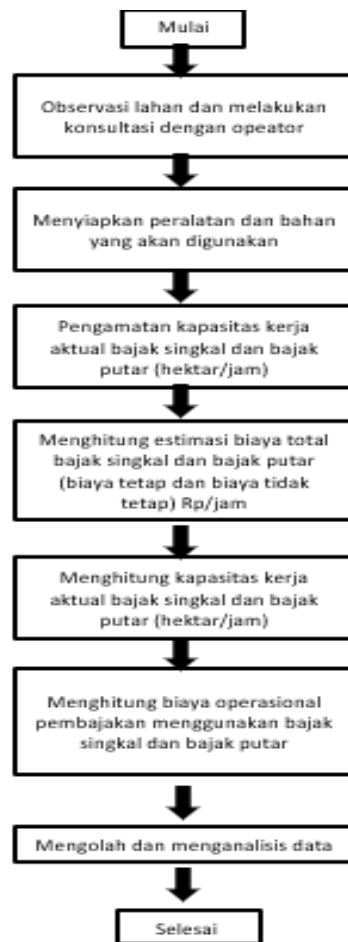 Mulai
Observasi lahan dan melakukan
konsultasi dengan opeator
Menyiapkan peralatan dan bahan
yang akan digunakan
Pengamatan kapasitas kerja
aktual bajak singkal dan bajak
putar (hektar/jam)
Menghitung estimasi biaya total
bajak singkal dan bajak putar
(biaya tetap dan biaya tidak
tetap) Rp/jam
Menghitung kapasitas kerja
aktual bajak singkal dan bajak
putar (hektar/jam)
Menghitung biaya operasional
pembajakan menggunakan bajak
singkal dan bajak putar
Mengolah dan menganalisis data
Selesai